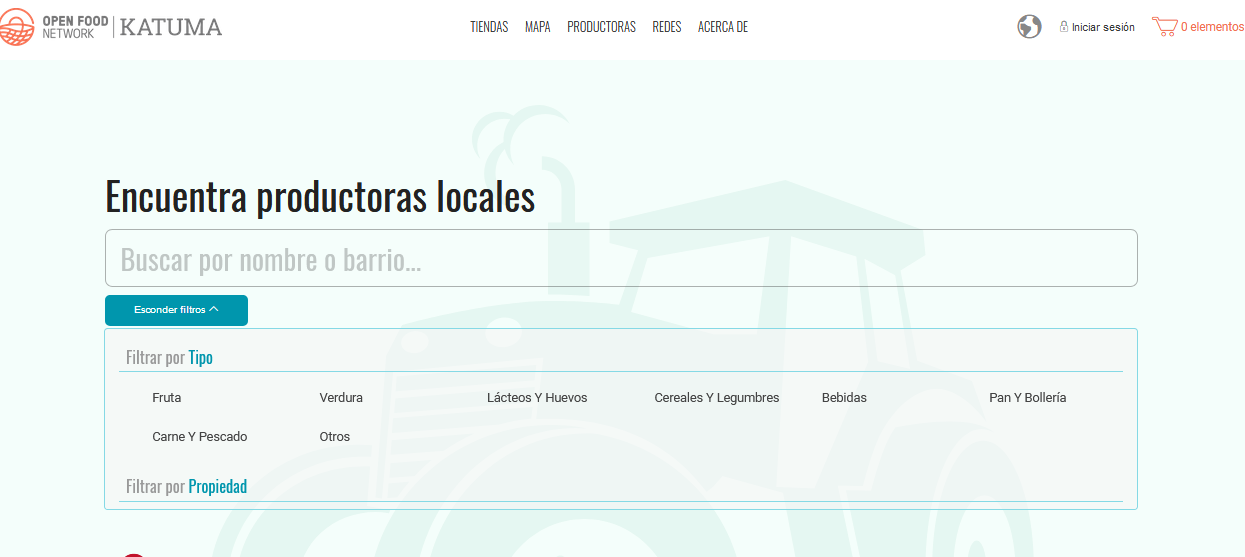 OPEN FOOD NETWORK | KATUMA
TIENDAS MAPA PRODUCTORAS REDES ACERCA DE
Iniciar sesión 0 elementos
Encuentra productoras locales
Buscar por nombre o barrio...
Esconder filtros
Filtrar por Tipo
Fruta Verdura Lácteos Y Huevos Cereales Y Legumbres Bebidas Pan Y Bollería
Carne Y Pescado Otros
Filtrar por Propiedad